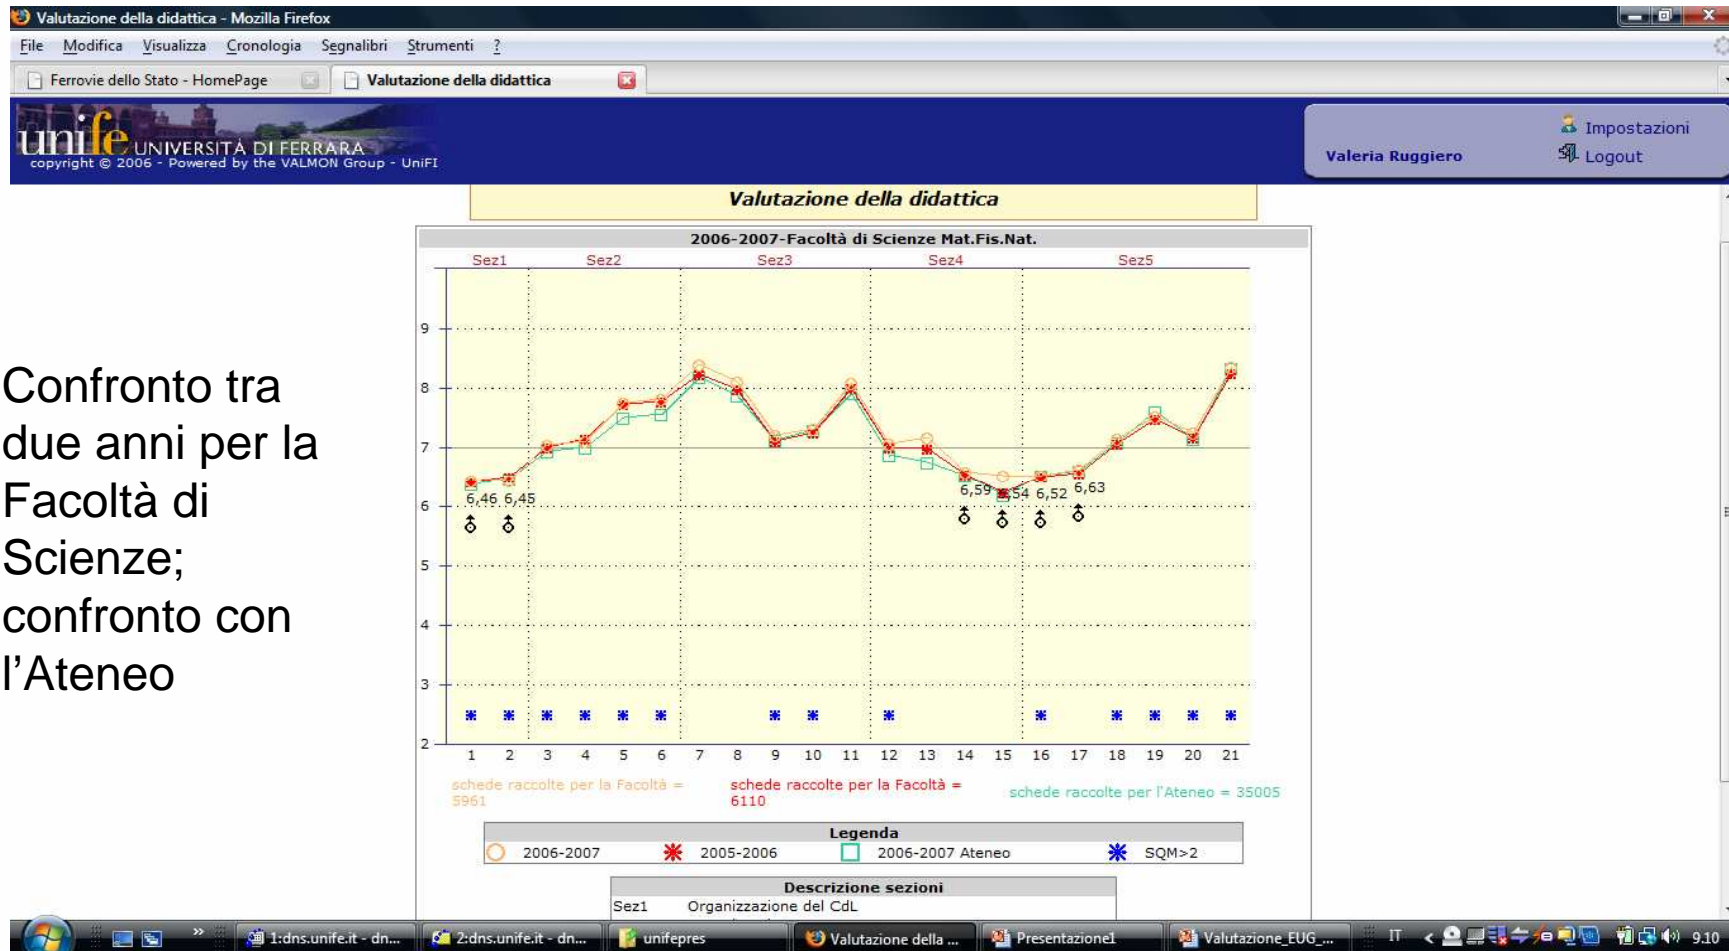 Valutazione della didattica - Mozilla Firefox
File Modifica Visualizza Cronologia Segnalibri Strumenti ?
Ferrovie dello Stato - HomePage
Valutazione della didattica
unife UNIVERSITÀ DI FERRARA
copyright © 2006 - Powered by the VALMON Group - UniFI
Valeria Ruggiero
Impostazioni
Logout
Valutazione della didattica
Confronto tra
due anni per la
Facoltà di
Scienze;
confronto con
l'Ateneo
2006-2007-Facoltà di Scienze Mat.Fis.Nat.
Sez1 Sez2 Sez3 Sez4 Sez5
9
8
7
6,46 6,45 6,59 6,54 6,52 6,63
6
5
4
3
2
1 2 3 4 5 6 7 8 9 10 11 12 13 14 15 16 17 18 19 20 21
schede raccolte per la Facoltà =
5961
schede raccolte per la Facoltà =
6110
schede raccolte per l'Ateneo = 35005
Legenda
2006-2007 2005-2006 2006-2007 Ateneo SQM>2
Descrizione sezioni
Sez1 Organizzazione del CdL
1:dns.unife.it - dn... 2:dns.unife.it - dn... unifepres Valutazione della ... Presentazione1 Valutazione_EUG_... IT 9.10